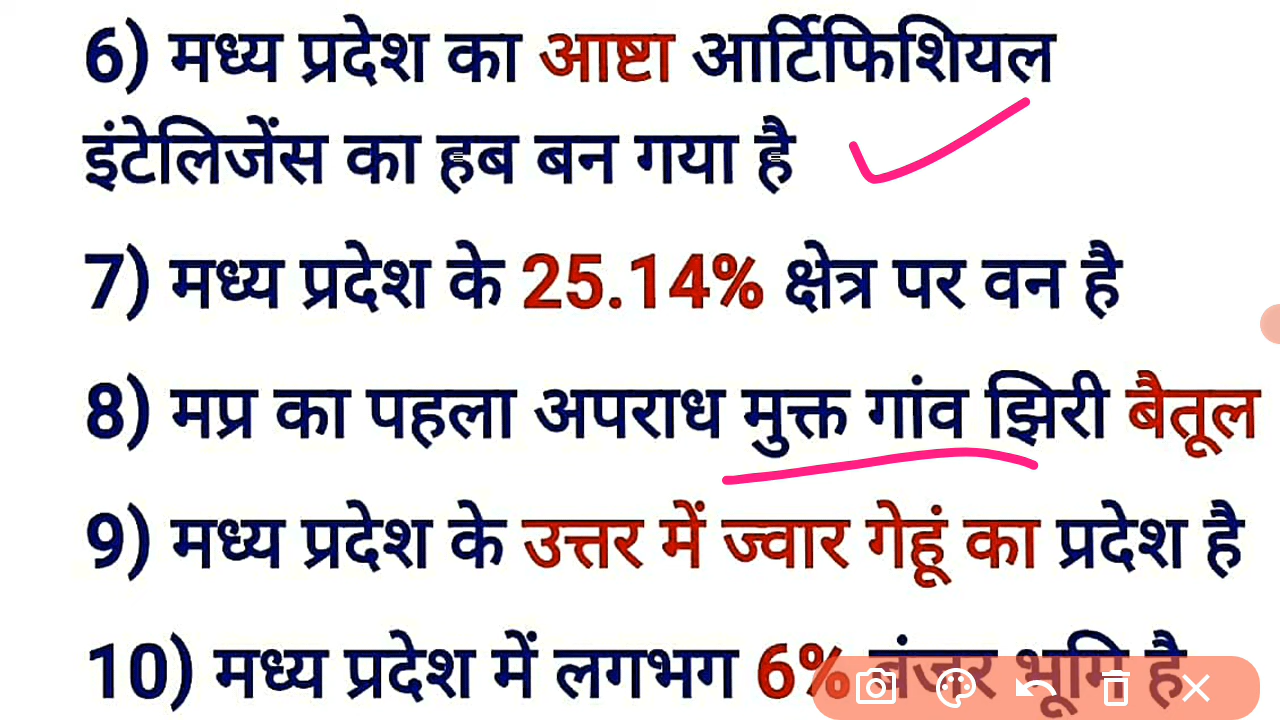 6) मध्य प्रदेश का आष्टा आर्टिफिशियल
इंटेलिजेंस का हब बन गया है
7) मध्य प्रदेश के 25.14% क्षेत्र पर वन है
8) मप्र का पहला अपराध मुक्त गांव झिरी बैतूल
9) मध्य प्रदेश के उत्तर में ज्वार गेहूं का प्रदेश है
10) मध्य प्रदेश में लगभग 6% बंजर भूमि है